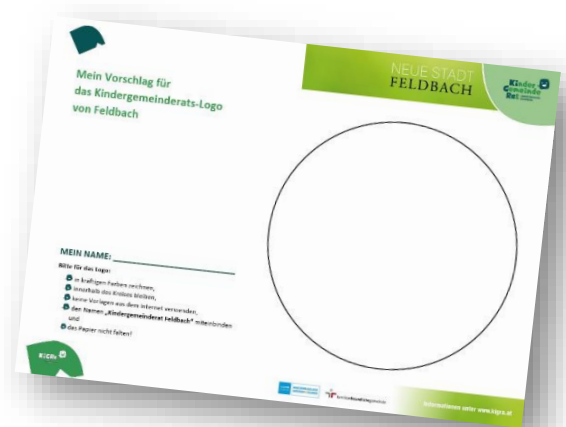 Mein Vorschlag für
das Kindergemeinderats-Logo
von Feldbach
NEUE STADT
FELDBACH
Kinder
Gemeinde
Rat
MEIN NAME:
Bitte für das Logo:
in kräftigen Farben zeichnen,
innerhalb des Kreises bleiben,
keine Vorlagen aus dem Internet verwenden,
den Namen „Kindergemeinderat Feldbach" miteinbinden
und
das Papier nicht falten!
KiGRa
Informationen unter www.kigra.at